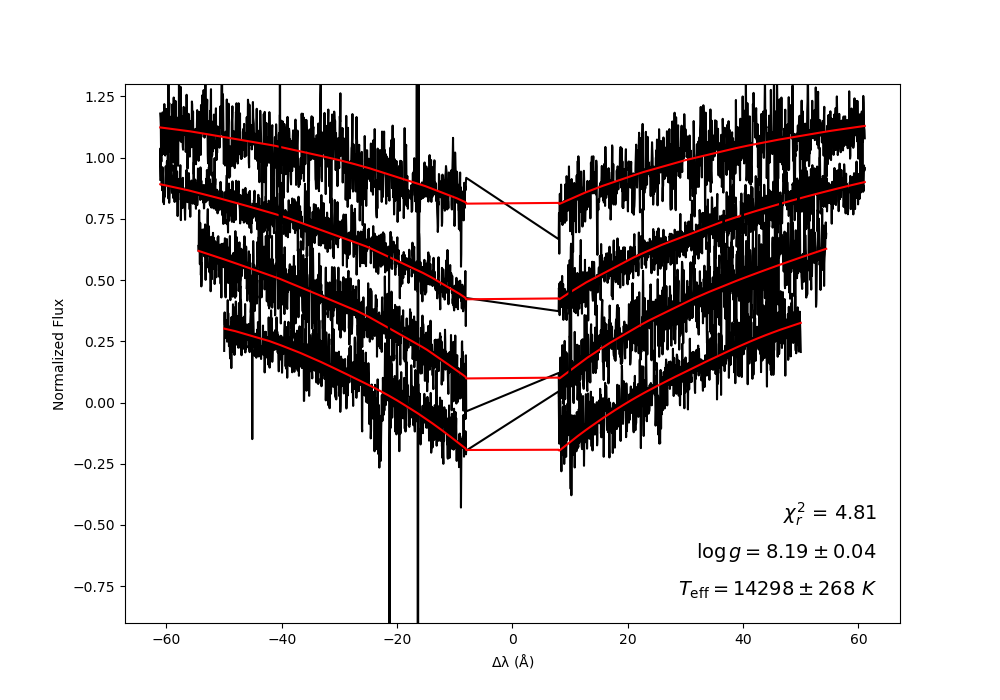 1.25
1.00
0.75
0.50
0.25
0.00
−0.25
−0.50
−0.75
Normalized Flux
χ²ᵣ = 4.81
log g = 8.19 ± 0.04
T_eff = 14298 ± 268 K
−60 −40 −20 0 20 40 60
Δλ (Å)